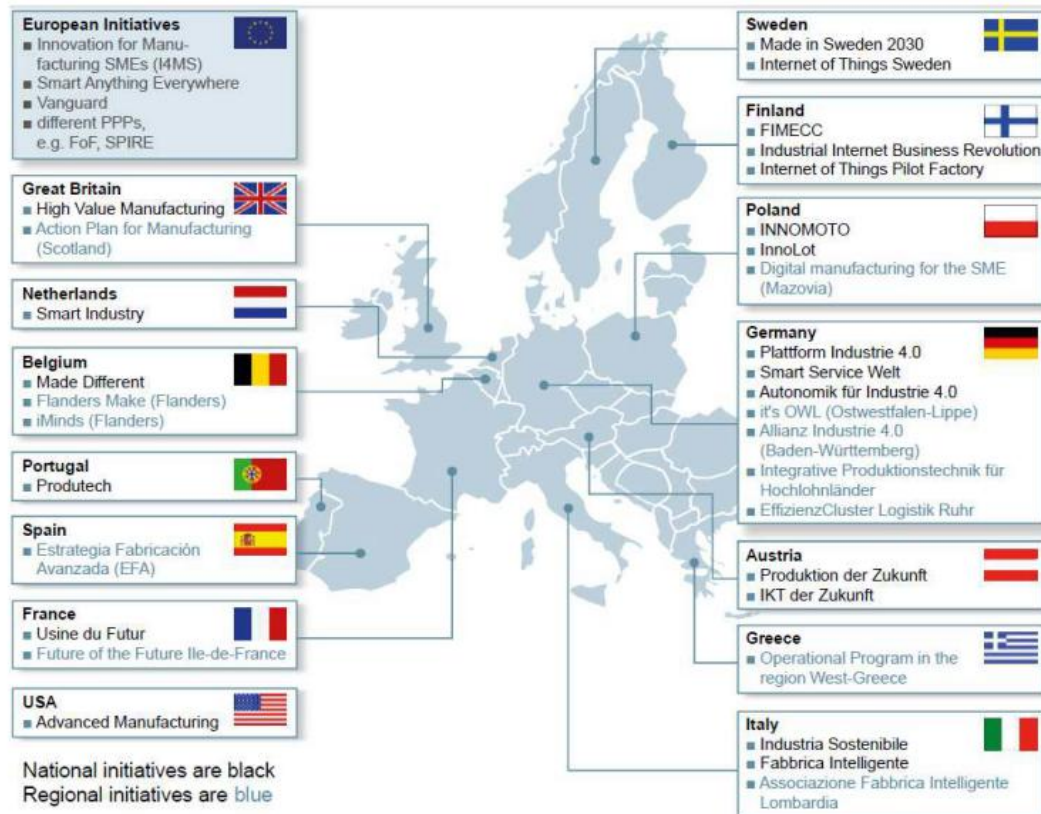 European Initiatives
■ Innovation for Manu-
facturing SMEs (I4MS)
■ Smart Anything Everywhere
■ Vanguard
■ different PPPs,
e.g. FoF, SPIRE
Great Britain
■ High Value Manufacturing
■ Action Plan for Manufacturing
(Scotland)
Netherlands
■ Smart Industry
Belgium
■ Made Different
■ Flanders Make (Flanders)
■ iMinds (Flanders)
Portugal
■ Produtech
Spain
■ Estrategia Fabricación
Avanzada (EFA)
France
■ Usine du Futur
■ Future of the Future Ile-de-France
USA
■ Advanced Manufacturing
National initiatives are black
Regional initiatives are blue
Sweden
■ Made in Sweden 2030
■ Internet of Things Sweden
Finland
■ FIMECC
■ Industrial Internet Business Revolution
■ Internet of Things Pilot Factory
Poland
■ INNOMOTO
■ InnoLot
■ Digital manufacturing for the SME
(Mazovia)
Germany
■ Plattform Industrie 4.0
■ Smart Service Welt
■ Autonomik für Industrie 4.0
■ it's OWL (Ostwestfalen-Lippe)
■ Allianz Industrie 4.0
(Baden-Württemberg)
■ Integrative Produktionstechnik für
Hochlohnländer
■ EffizienzCluster Logistik Ruhr
Austria
■ Produktion der Zukunft
■ IKT der Zukunft
Greece
■ Operational Program in the
region West-Greece
Italy
■ Industria Sostenibile
■ Fabbrica Intelligente
■ Associazione Fabbrica Intelligente
Lombardia